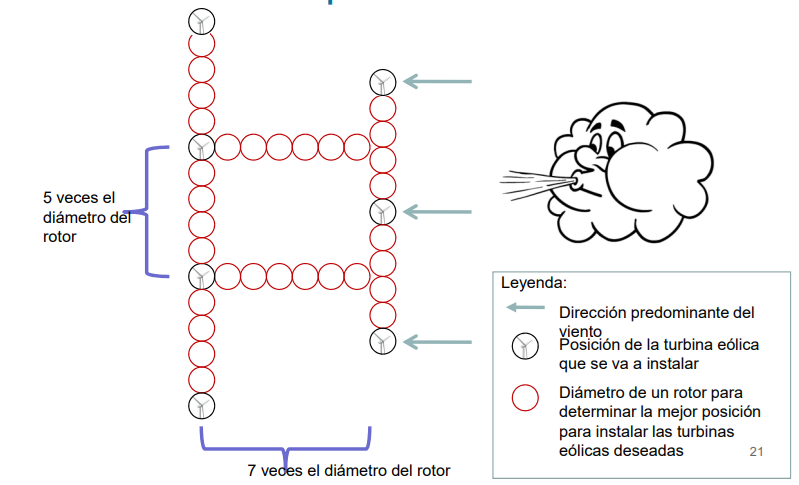 5 veces el
diámetro del
rotor
Leyenda:
Dirección predominante del
viento
Posición de la turbina eólica
que se va a instalar
Diámetro de un rotor para
determinar la mejor posición
para instalar las turbinas
eólicas deseadas
21
7 veces el diámetro del rotor